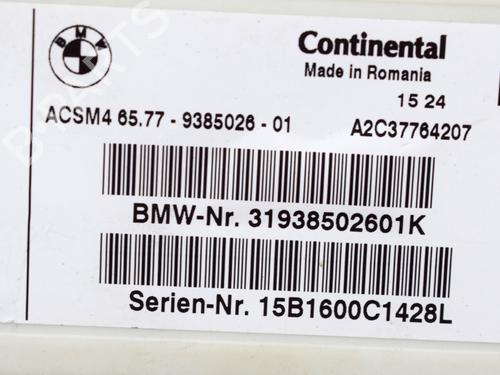 BMW
Continental
Made in Romania
15 24
ACSM4 65.77 - 9385026 - 01 A2C37764207
BMW-Nr. 31938502601K
Serien-Nr. 15B1600C1428L